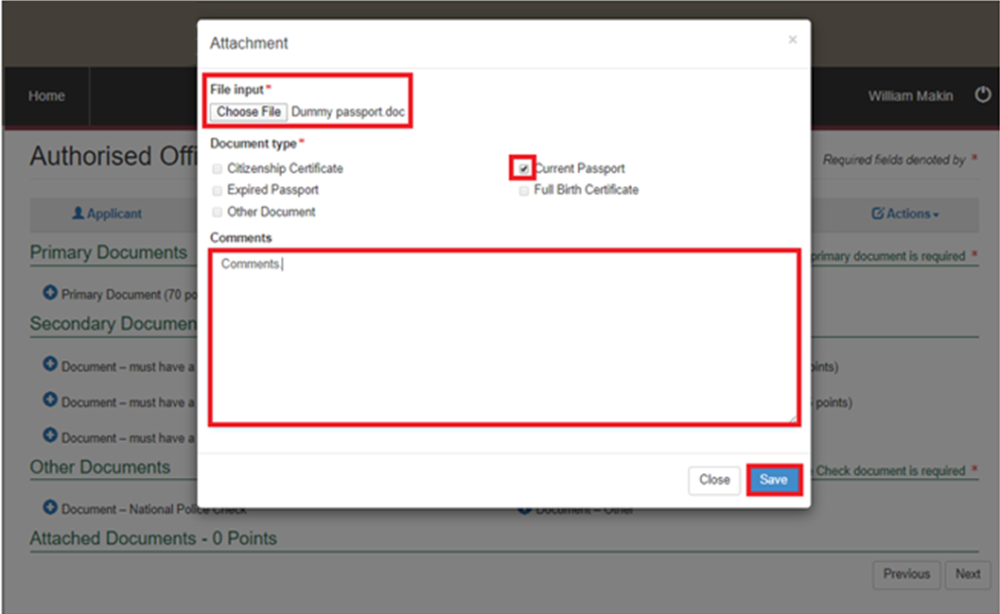 Attachment ×
Home
William Makin
File input *
Choose File Dummy passport.doc
Document type *
Authorised Offi
Required fields denoted by *
Citizenship Certificate
Current Passport
Expired Passport
Full Birth Certificate
Other Document
Applicant
Actions
Comments
Comments
Primary Documents
primary document is required *
Primary Document (70 po
Secondary Documen
Document – must have a
oints)
Document – must have a
points)
Document – must have a
Other Documents
Check document is required *
Close Save
Document – National Police Check
Document – Other
Attached Documents - 0 Points
Previous Next